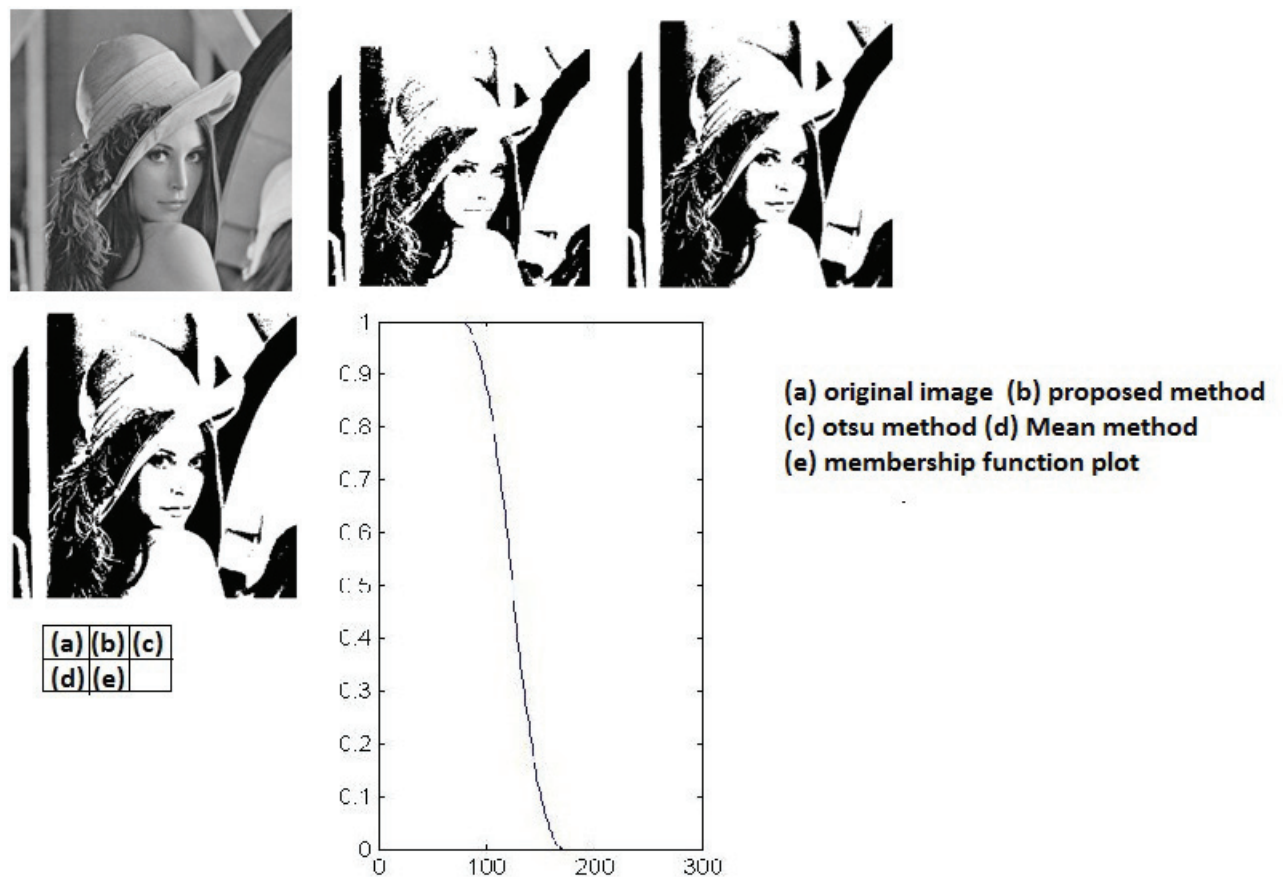 (a) original image (b) proposed method
(c) otsu method (d) Mean method
(e) membership function plot
1
0.9
0.8
0.7
0.6
0.5
0.4
0.3
0.2
0.1
0
0 100 200 300
(a) (b) (c)
(d) (e)